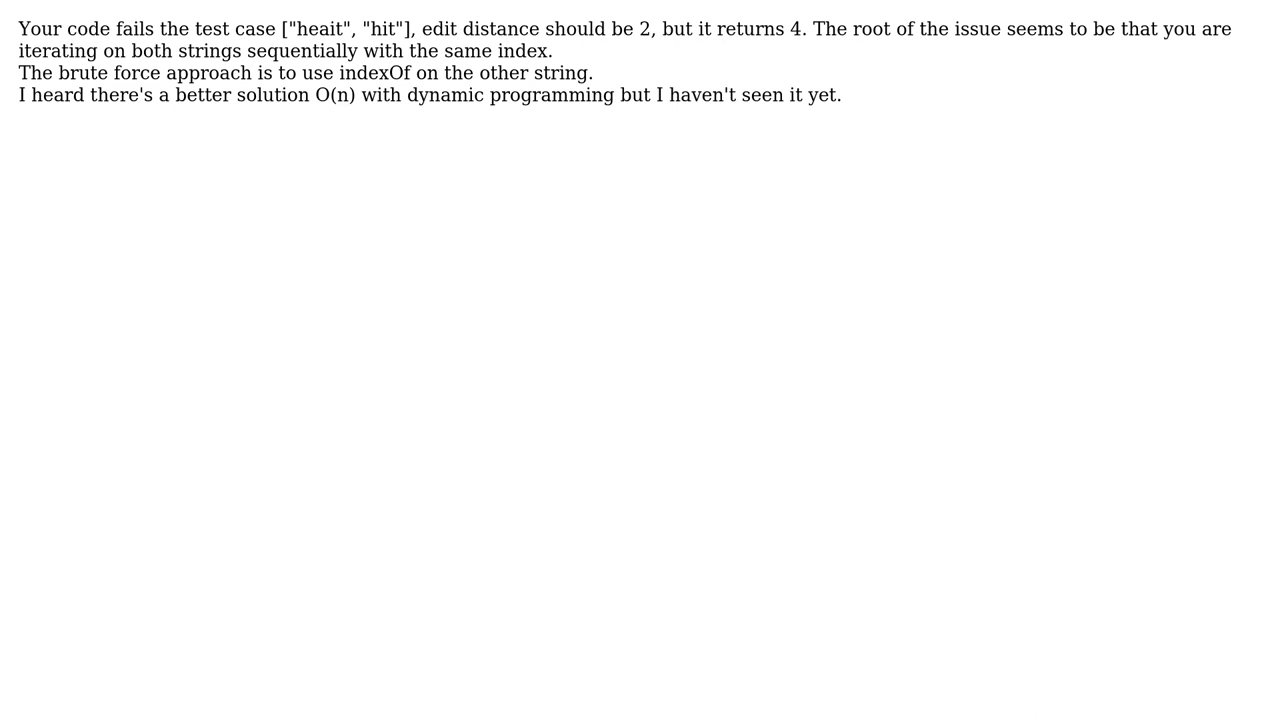 Your code fails the test case ["heait", "hit"], edit distance should be 2, but it returns 4. The root of the issue seems to be that you are
iterating on both strings sequentially with the same index.
The brute force approach is to use indexOf on the other string.
I heard there's a better solution O(n) with dynamic programming but I haven't seen it yet.